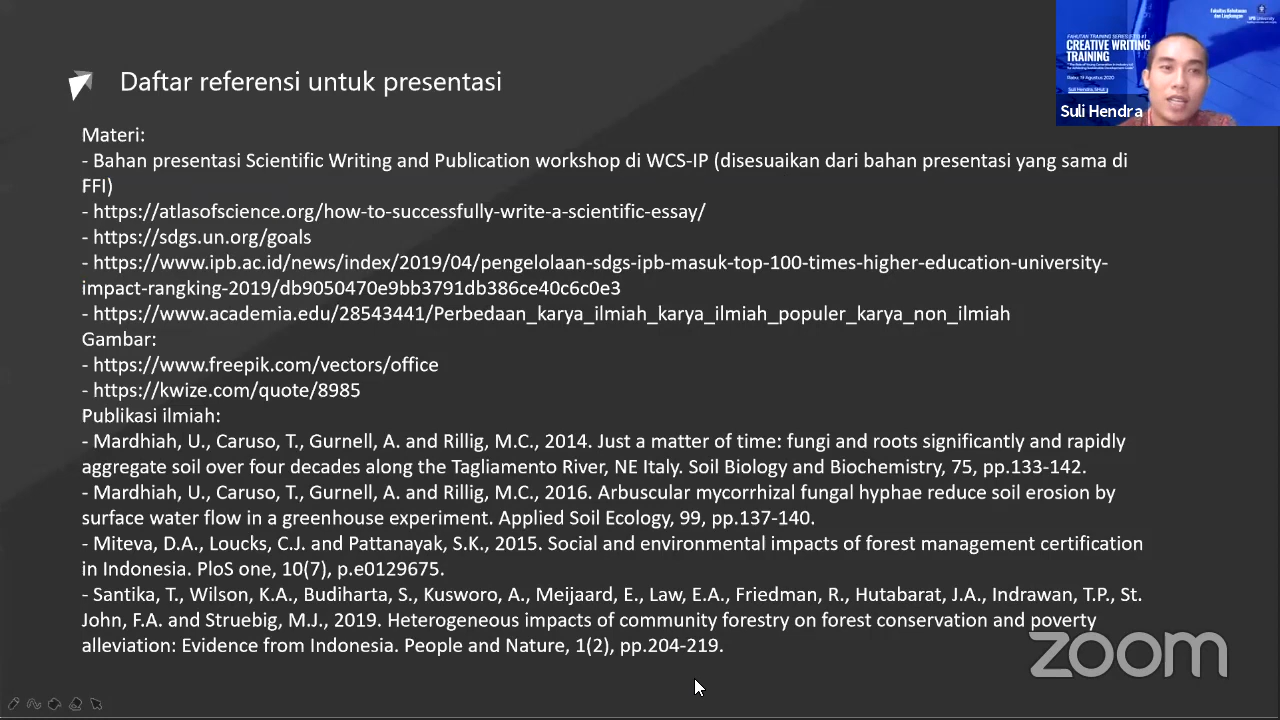 Daftar referensi untuk presentasi
Materi:
- Bahan presentasi Scientific Writing and Publication workshop di WCS-IP (disesuaikan dari bahan presentasi yang sama di
FFI)
- https://atlasofscience.org/how-to-successfully-write-a-scientific-essay/
- https://sdgs.un.org/goals
- https://www.ipb.ac.id/news/index/2019/04/pengelolaan-sdgs-ipb-masuk-top-100-times-higher-education-university-
impact-rangking-2019/db9050470e9bb3791db386ce40c6c0e3
- https://www.academia.edu/28543441/Perbedaan_karya_ilmiah_karya_ilmiah_populer_karya_non_ilmiah
Gambar:
- https://www.freepik.com/vectors/office
- https://kwize.com/quote/8985
Publikasi ilmiah:
- Mardhiah, U., Caruso, T., Gurnell, A. and Rillig, M.C., 2014. Just a matter of time: fungi and roots significantly and rapidly
aggregate soil over four decades along the Tagliamento River, NE Italy. Soil Biology and Biochemistry, 75, pp.133-142.
- Mardhiah, U., Caruso, T., Gurnell, A. and Rillig, M.C., 2016. Arbuscular mycorrhizal fungal hyphae reduce soil erosion by
surface water flow in a greenhouse experiment. Applied Soil Ecology, 99, pp.137-140.
- Miteva, D.A., Loucks, C.J. and Pattanayak, S.K., 2015. Social and environmental impacts of forest management certification
in Indonesia. PloS one, 10(7), p.e0129675.
- Santika, T., Wilson, K.A., Budiharta, S., Kusworo, A., Meijaard, E., Law, E.A., Friedman, R., Hutabarat, J.A., Indrawan, T.P., St.
John, F.A. and Struebig, M.J., 2019. Heterogeneous impacts of community forestry on forest conservation and poverty
alleviation: Evidence from Indonesia. People and Nature, 1(2), pp.204-219.
Fakultas Kehutanan
dan Lingkungan
IPB University
CREATIVE WRITING
TRAINING
Rabu, 19 Agustus 2020
Suli Hendra
zoom